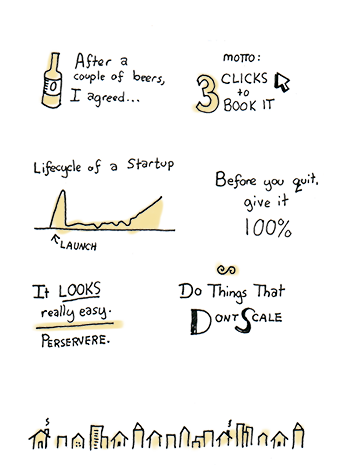 After a
couple of beers,
I agreed...
MOTTO:
3 CLICKS
to
BOOK IT
Lifecycle of a Startup
LAUNCH
Before you quit,
give it
100%
It LOOKS
really easy.
PERSERVERE.
Do Things That
DONT SCALE